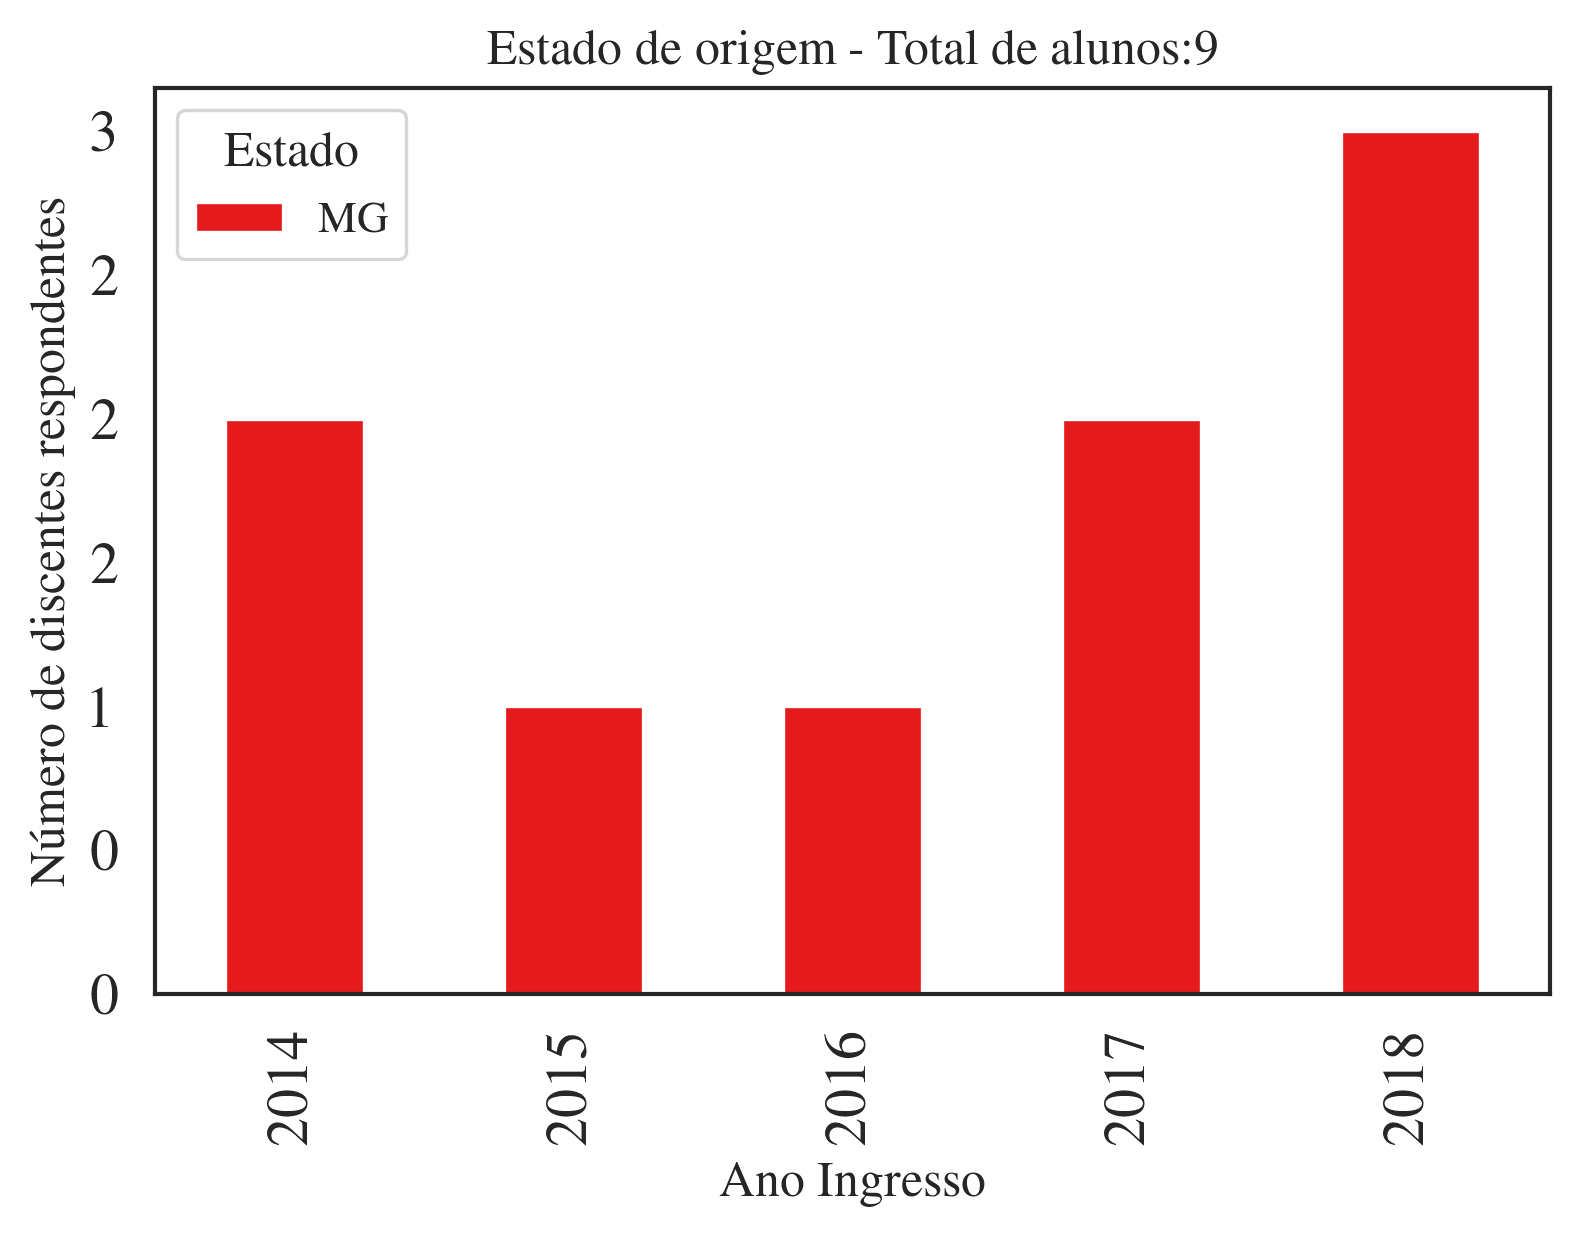 Estado de origem - Total de alunos:9
Estado
MG
Número de discentes respondentes
3
2
2
2
1
0
0
2014
2015
2016
2017
2018
Ano Ingresso